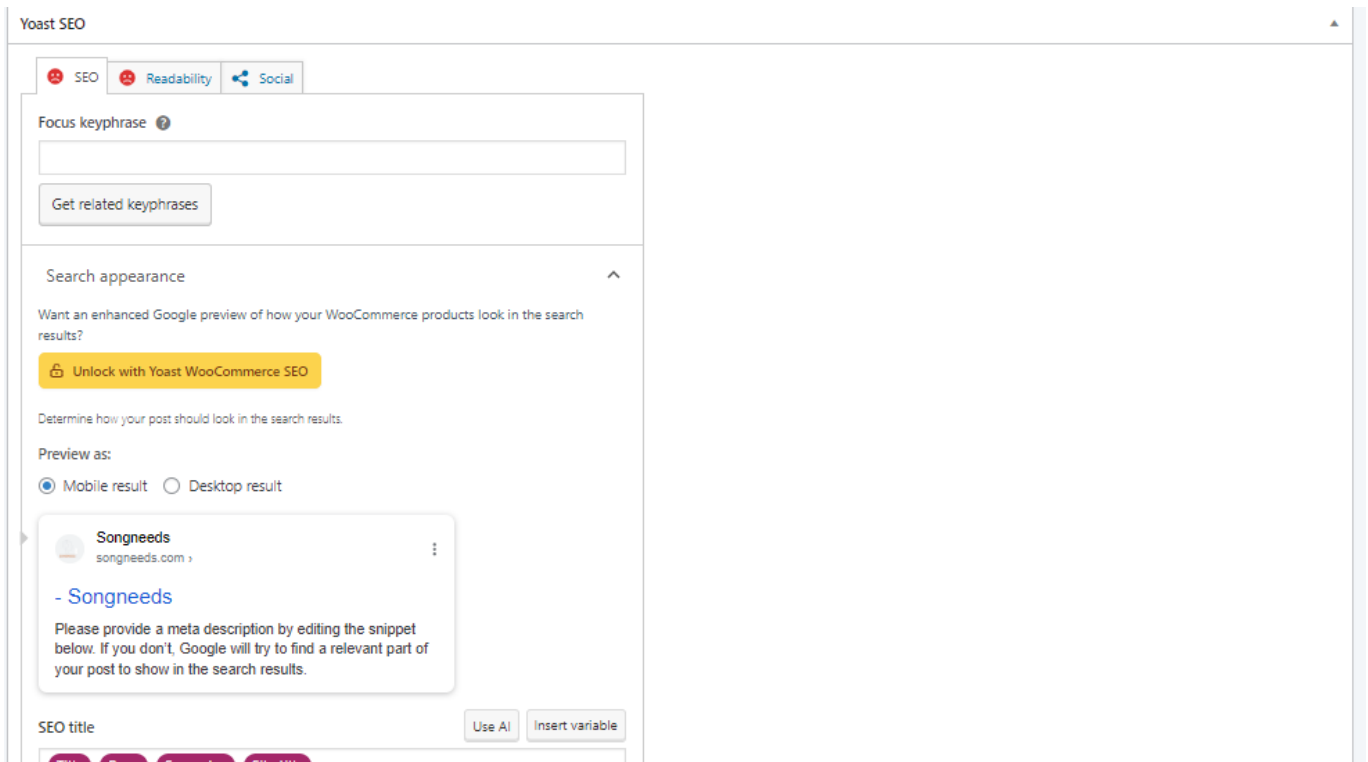 Yoast SEO
SEO Readability Social
Focus keyphrase
Get related keyphrases
Search appearance
Want an enhanced Google preview of how your WooCommerce products look in the search
results?
Unlock with Yoast WooCommerce SEO
Determine how your post should look in the search results.
Preview as:
Mobile result Desktop result
Songneeds
songneeds.com ›
- Songneeds
Please provide a meta description by editing the snippet
below. If you don't, Google will try to find a relevant part of
your post to show in the search results.
SEO title Use AI Insert variable